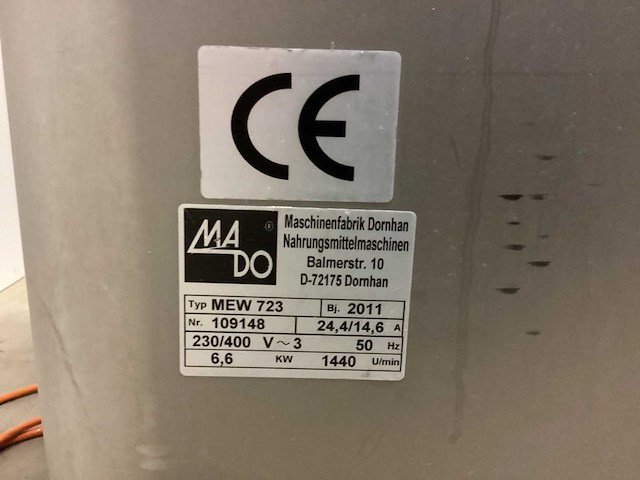 CE
MADO ®
Maschinenfabrik Dornhan
Nahrungsmittelmaschinen
Balmerstr. 10
D-72175 Dornhan
Typ MEW 723 Bj. 2011
Nr. 109148 24,4/14,6 A
230/400 V ~ 3 50 Hz
6,6 KW 1440 U/min